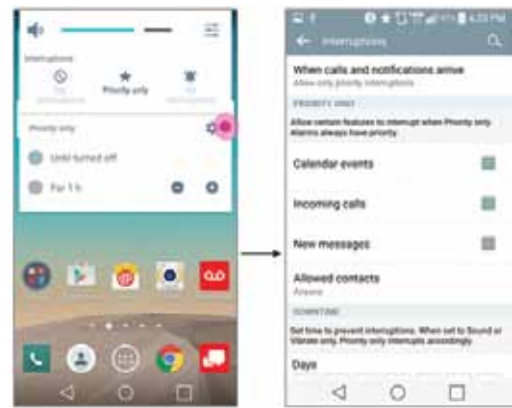 Interruptions
Priority only
Priority only
Until turned off
For 1 h
Interruptions
When calls and notifications arrive
Allow only priority interruptions
PRIORITY ONLY
Allow certain features to interrupt when Priority only
Alarms always have priority.
Calendar events
Incoming calls
New messages
Allowed contacts
Anyone
DOWNTIME
Set time to prevent interruptions. When set to Sound or
Vibrate only, Priority only interrupts accordingly
Days